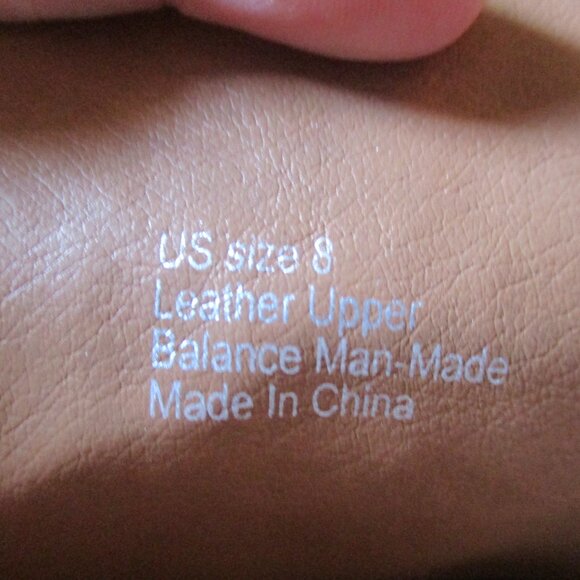 US size 8
Leather Upper
Balance Man-Made
Made In China